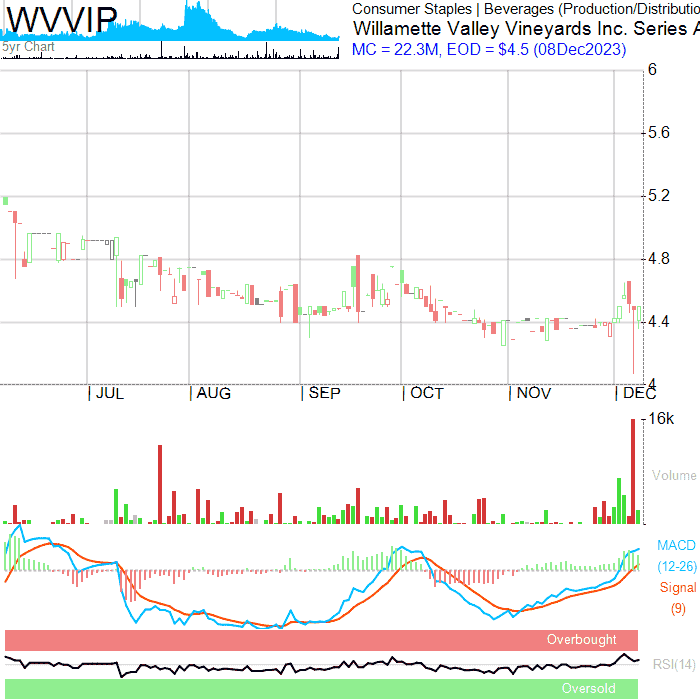 WVVIP
5yr Chart
Consumer Staples | Beverages (Production/Distributio
Willamette Valley Vineyards Inc. Series A
MC = 22.3M, EOD = $4.5 (08Dec2023)
6
5.6
5.2
4.8
4.4
4
JUL AUG SEP OCT NOV DEC
16k
Volume
MACD
(12-26)
Signal
(9)
Overbought
RSI(14)
Oversold